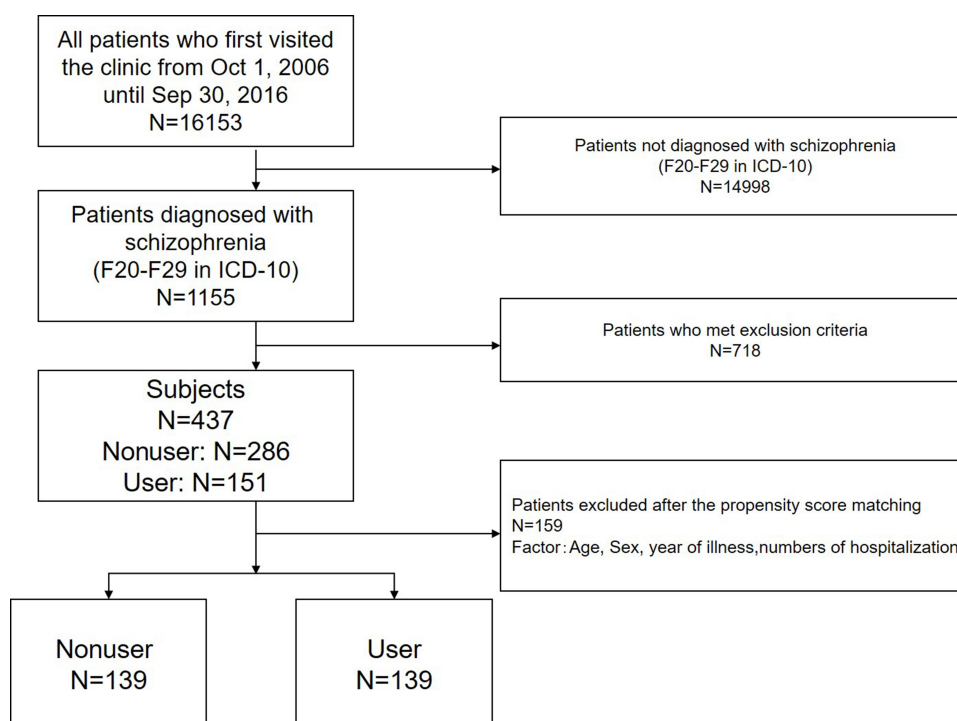 All patients who first visited
the clinic from Oct 1, 2006
until Sep 30, 2016
N=16153
Patients not diagnosed with schizophrenia
(F20-F29 in ICD-10)
N=14998
Patients diagnosed with
schizophrenia
(F20-F29 in ICD-10)
N=1155
Patients who met exclusion criteria
N=718
Subjects
N=437
Nonuser: N=286
User: N=151
Patients excluded after the propensity score matching
N=159
Factor：Age, Sex, year of illness,numbers of hospitalization
Nonuser
N=139
User
N=139